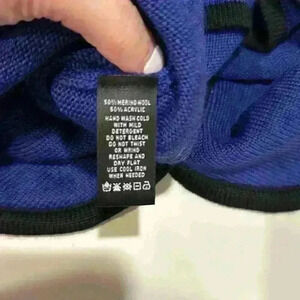 50% MERINO WOOL
50% ACRYLIC
HAND WASH COLD
WITH MILD
DETERGENT
DO NOT BLEACH
DO NOT TWIST
OR WRING
RESHAPE AND
DRY FLAT
USE COOL IRON
WHEN NEEDED